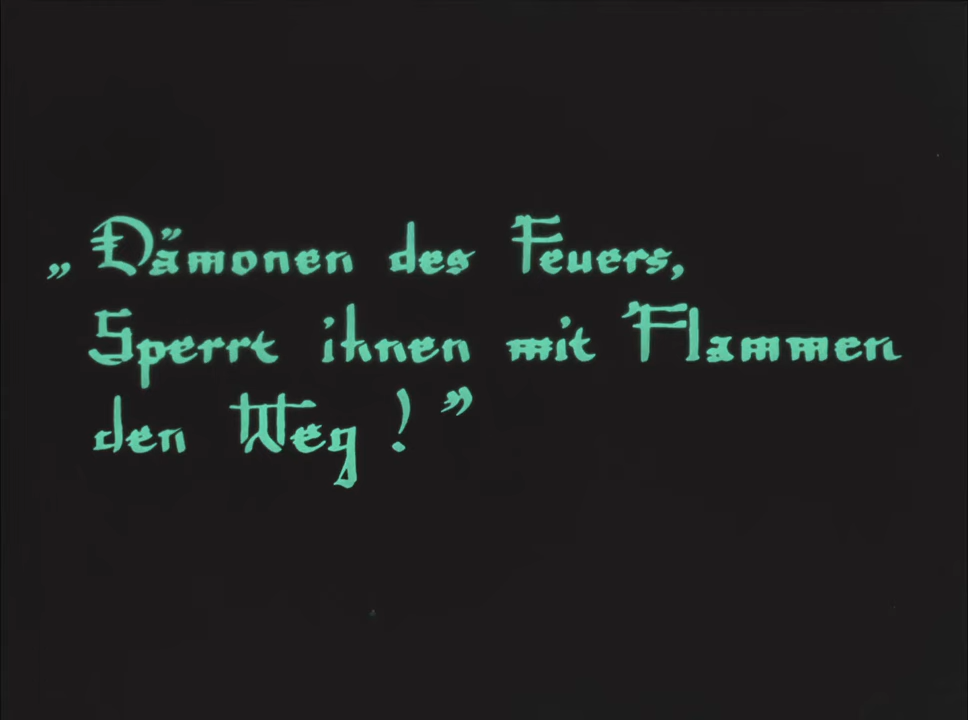 „Dämonen des Feuers,
Sperrt ihnen mit Flammen
den Weg!”